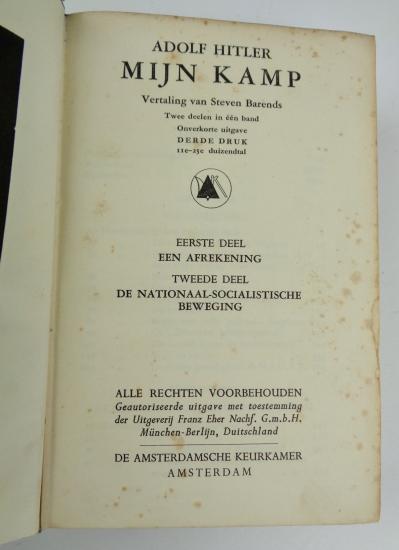 ADOLF HITLER
MIJN KAMP
Vertaling van Steven Barends
Twee deelen in één band
Onverkorte uitgave
DERDE DRUK
11e-25e duizendtal
EERSTE DEEL
EEN AFREKENING
TWEEDE DEEL
DE NATIONAAL-SOCIALISTISCHE
BEWEGING
ALLE RECHTEN VOORBEHOUDEN
Geautoriseerde uitgave met toestemming
der Uitgeverij Franz Eher Nachf. G.m.b.H.
München-Berlijn, Duitschland
DE AMSTERDAMSCHE KEURKAMER
AMSTERDAM